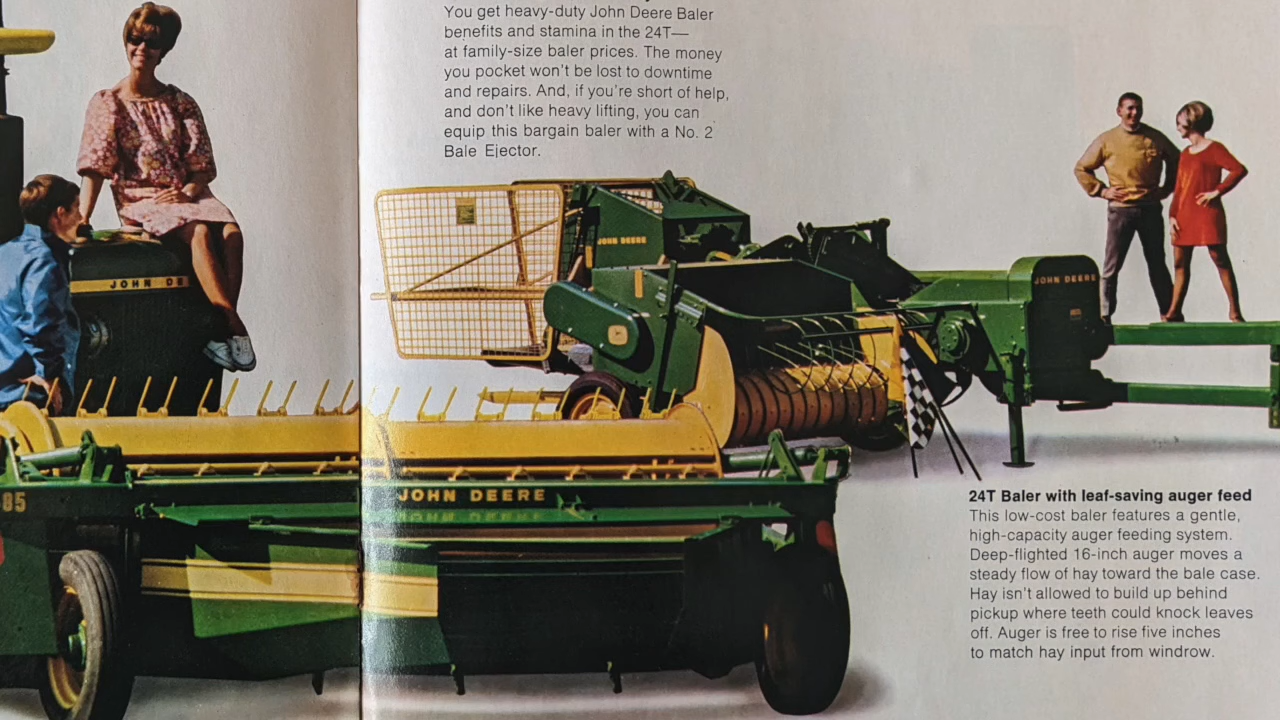 You get heavy-duty John Deere Baler
benefits and stamina in the 24T—
at family-size baler prices. The money
you pocket won't be lost to downtime
and repairs. And, if you're short of help,
and don't like heavy lifting, you can
equip this bargain baler with a No. 2
Bale Ejector.
JOHN DEERE
JOHN DEERE
JOHN DE
85
JOHN DEERE
24T Baler with leaf-saving auger feed
This low-cost baler features a gentle,
high-capacity auger feeding system.
Deep-flighted 16-inch auger moves a
steady flow of hay toward the bale case.
Hay isn't allowed to build up behind
pickup where teeth could knock leaves
off. Auger is free to rise five inches
to match hay input from windrow.